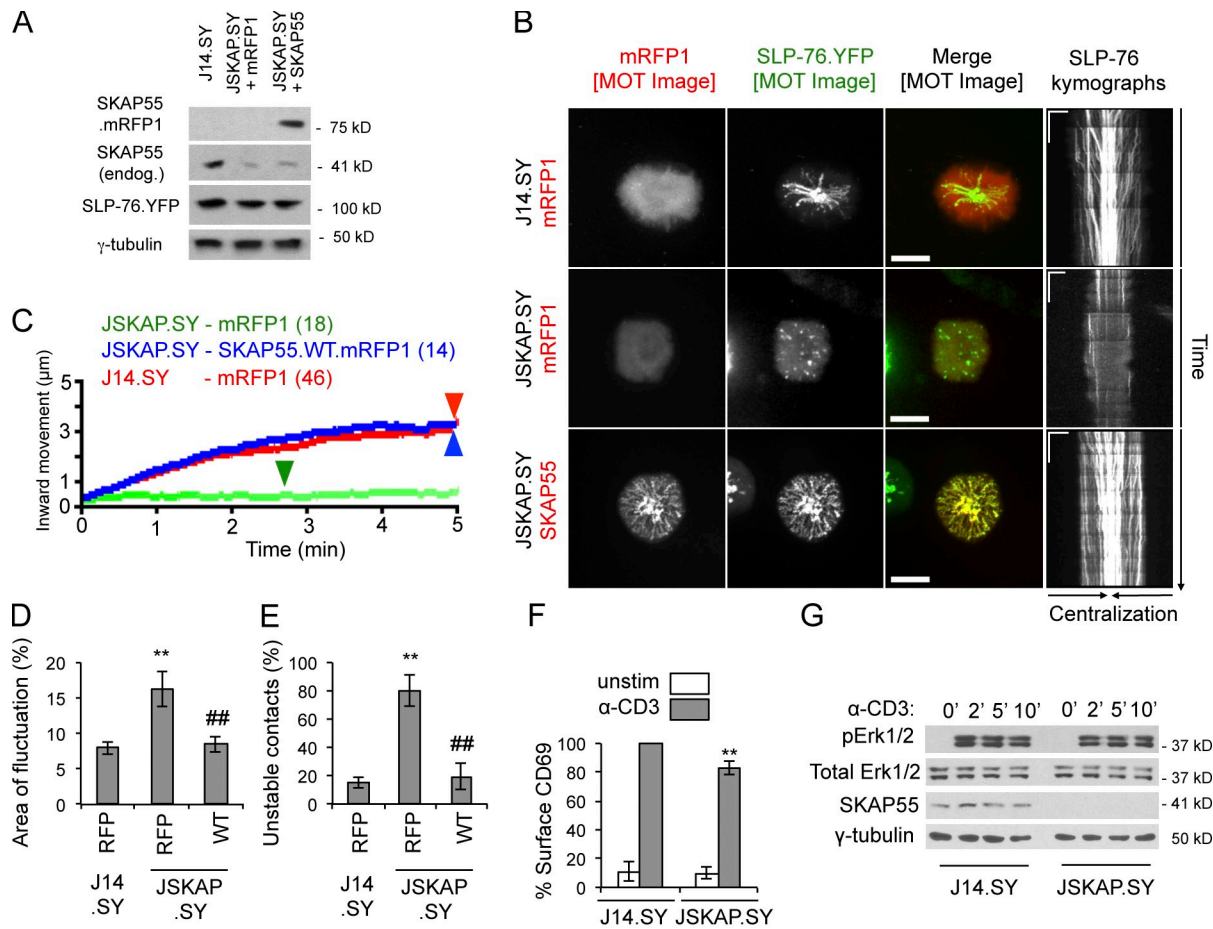 A
J14.SY
JSKAP.SY
+ mRFP1
JSKAP.SY
+ SKAP55
SKAP55
.mRFP1
- 75 kD
SKAP55
(endog.)
- 41 kD
SLP-76.YFP
- 100 kD
γ-tubulin
- 50 kD
B
mRFP1
[MOT Image]
SLP-76.YFP
[MOT Image]
Merge
[MOT Image]
SLP-76
kymographs
J14.SY
mRFP1
JSKAP.SY
mRFP1
JSKAP.SY
SKAP55
Time
Centralization
C
JSKAP.SY - mRFP1 (18)
JSKAP.SY - SKAP55.WT.mRFP1 (14)
J14.SY - mRFP1 (46)
Inward movement (µm)
5
3
2
1
0
0 1 2 3 4 5
Time (min)
D
Area of fluctuation (%)
20
15
10
5
0
**
##
RFP
RFP
WT
J14
.SY
JSKAP
.SY
E
Unstable contacts (%)
100
80
60
40
20
0
**
##
RFP
RFP
WT
J14
.SY
JSKAP
.SY
F
unstim
α-CD3
% Surface CD69
100
80
60
40
20
0
**
J14.SY
JSKAP.SY
G
α-CD3: 0’ 2’ 5’ 10’ 0’ 2’ 5’ 10’
pErk1/2
- 37 kD
Total Erk1/2
- 37 kD
SKAP55
- 41 kD
γ-tubulin
50 kD
J14.SY
JSKAP.SY